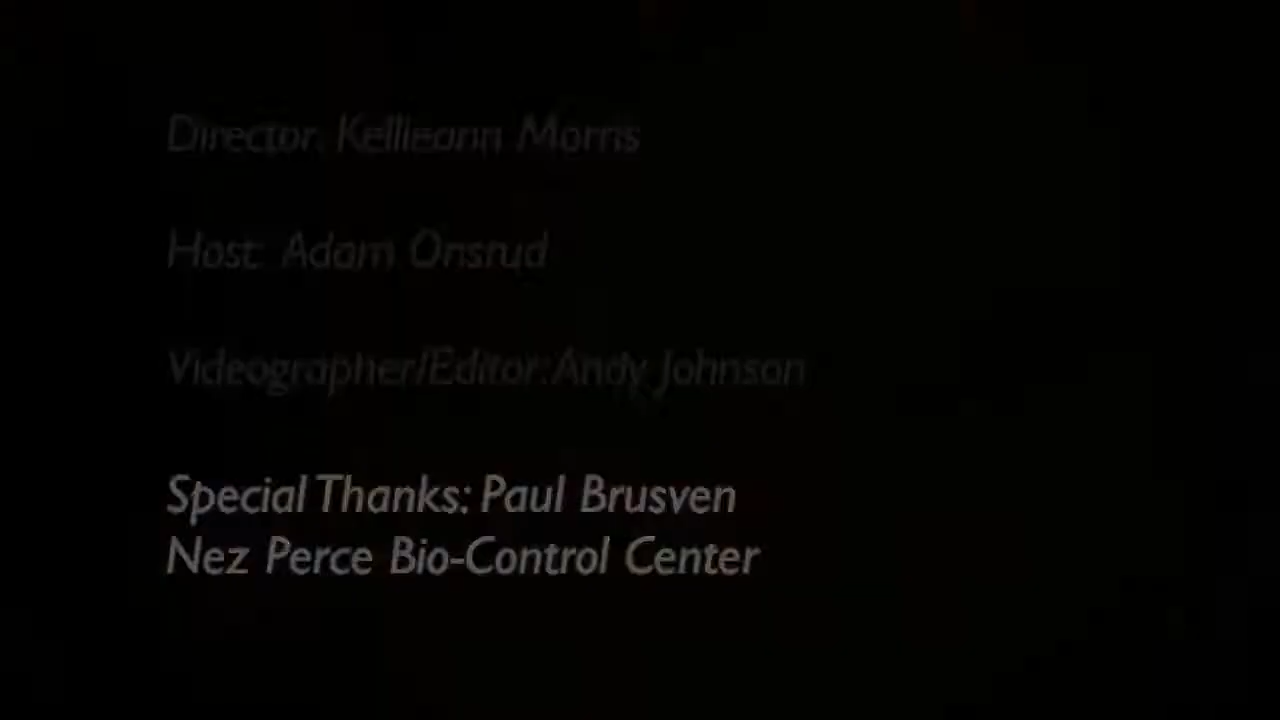 Director: Kellieann Morris
Host: Adam Onsrud
Videographer/Editor: Andy Johnson
Special Thanks: Paul Brusven
Nez Perce Bio-Control Center